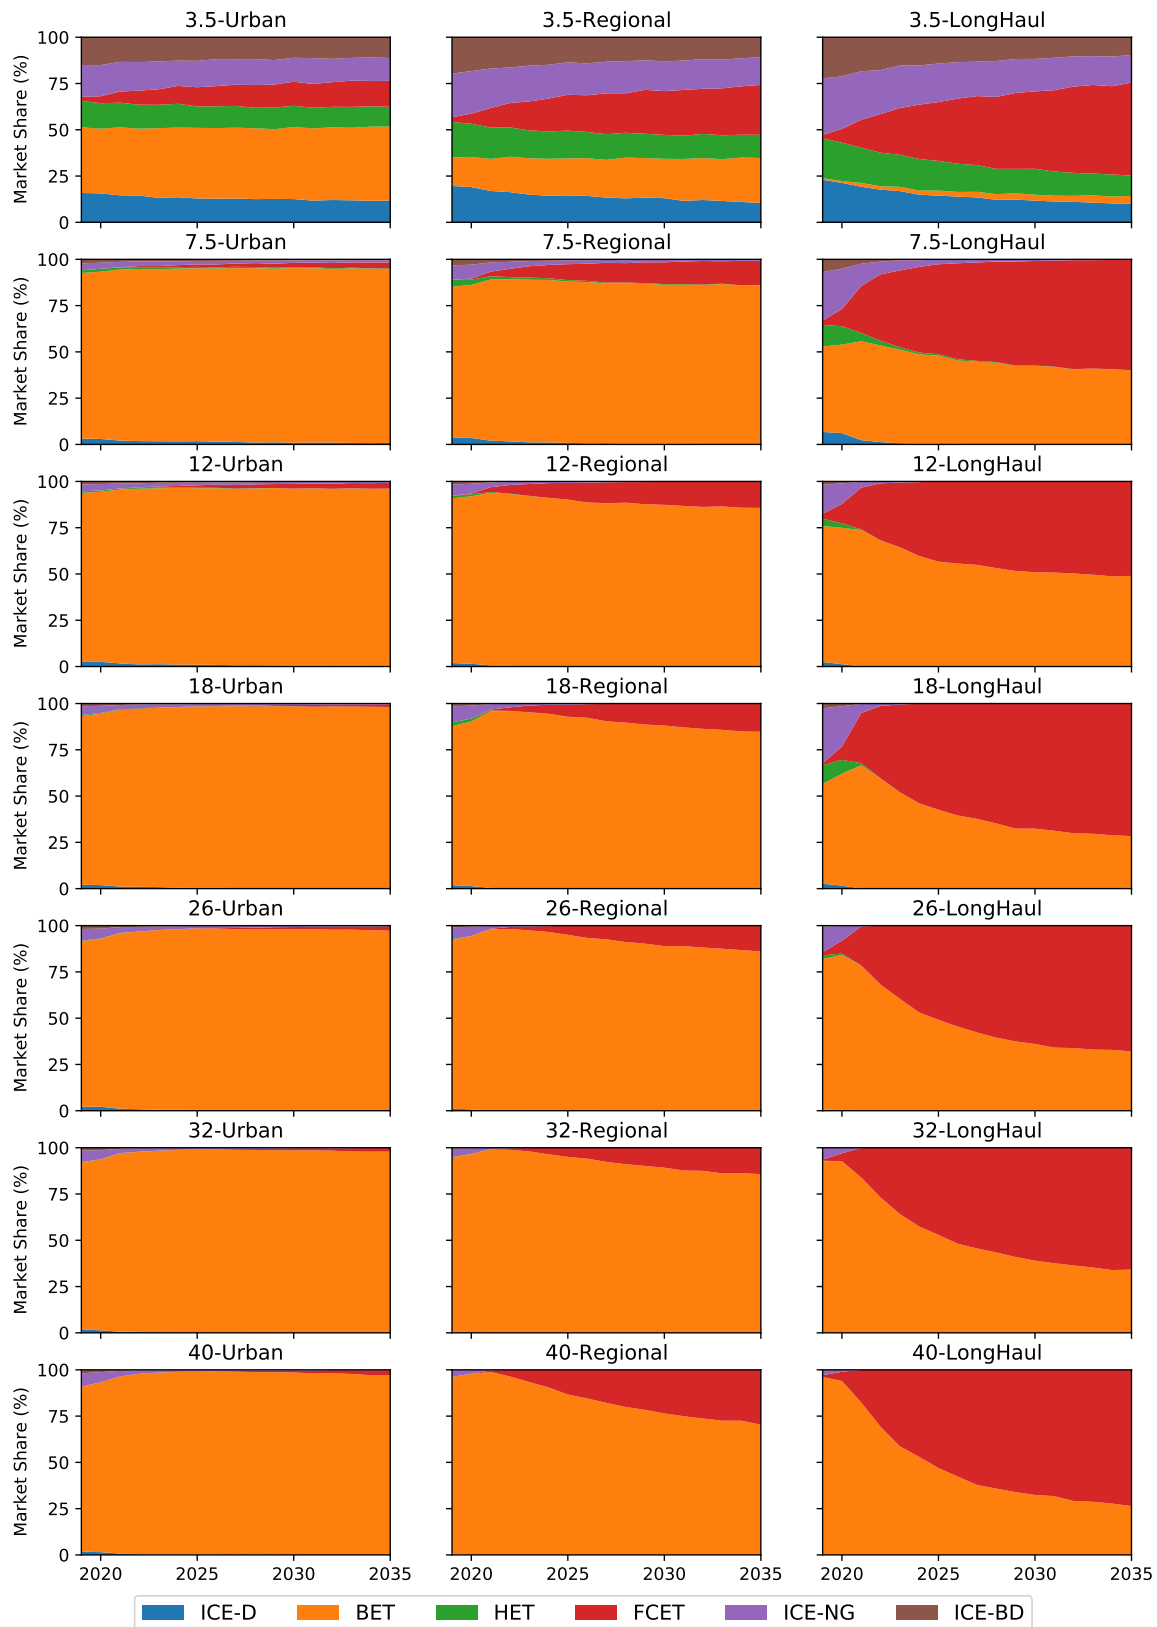 3.5-Urban 3.5-Regional 3.5-LongHaul
Market Share (%)
100
75
50
25
0
7.5-Urban 7.5-Regional 7.5-LongHaul
Market Share (%)
100
75
50
25
0
12-Urban 12-Regional 12-LongHaul
Market Share (%)
100
75
50
25
0
18-Urban 18-Regional 18-LongHaul
Market Share (%)
100
75
50
25
0
26-Urban 26-Regional 26-LongHaul
Market Share (%)
100
75
50
25
0
32-Urban 32-Regional 32-LongHaul
Market Share (%)
100
75
50
25
0
40-Urban 40-Regional 40-LongHaul
Market Share (%)
100
75
50
25
0
2020 2025 2030 2035 2020 2025 2030 2035 2020 2025 2030 2035
ICE-D BET HET FCET ICE-NG ICE-BD